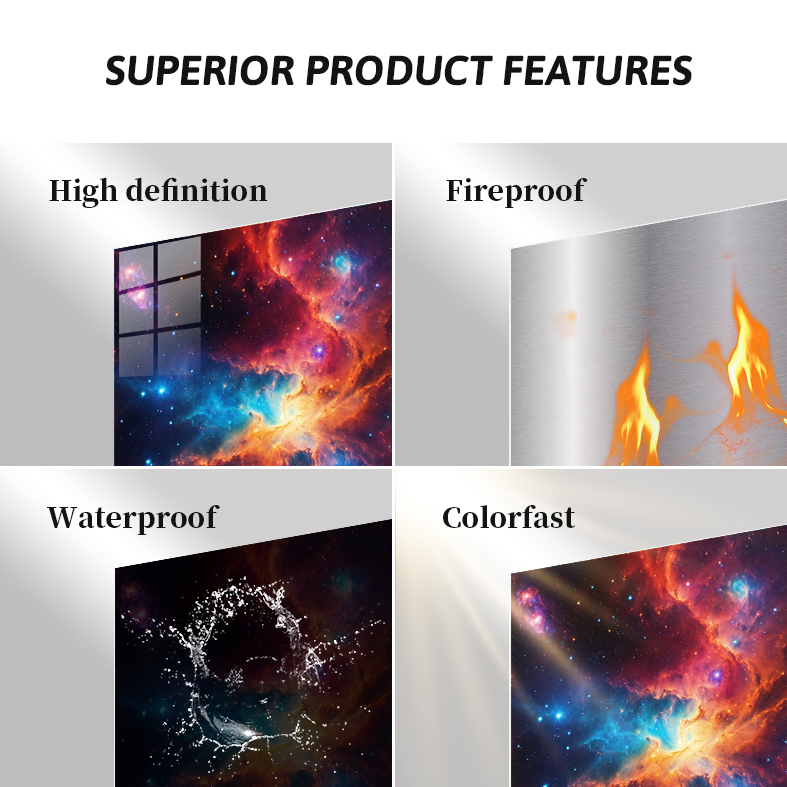 SUPERIOR PRODUCT FEATURES
High definition
Fireproof
Waterproof
Colorfast